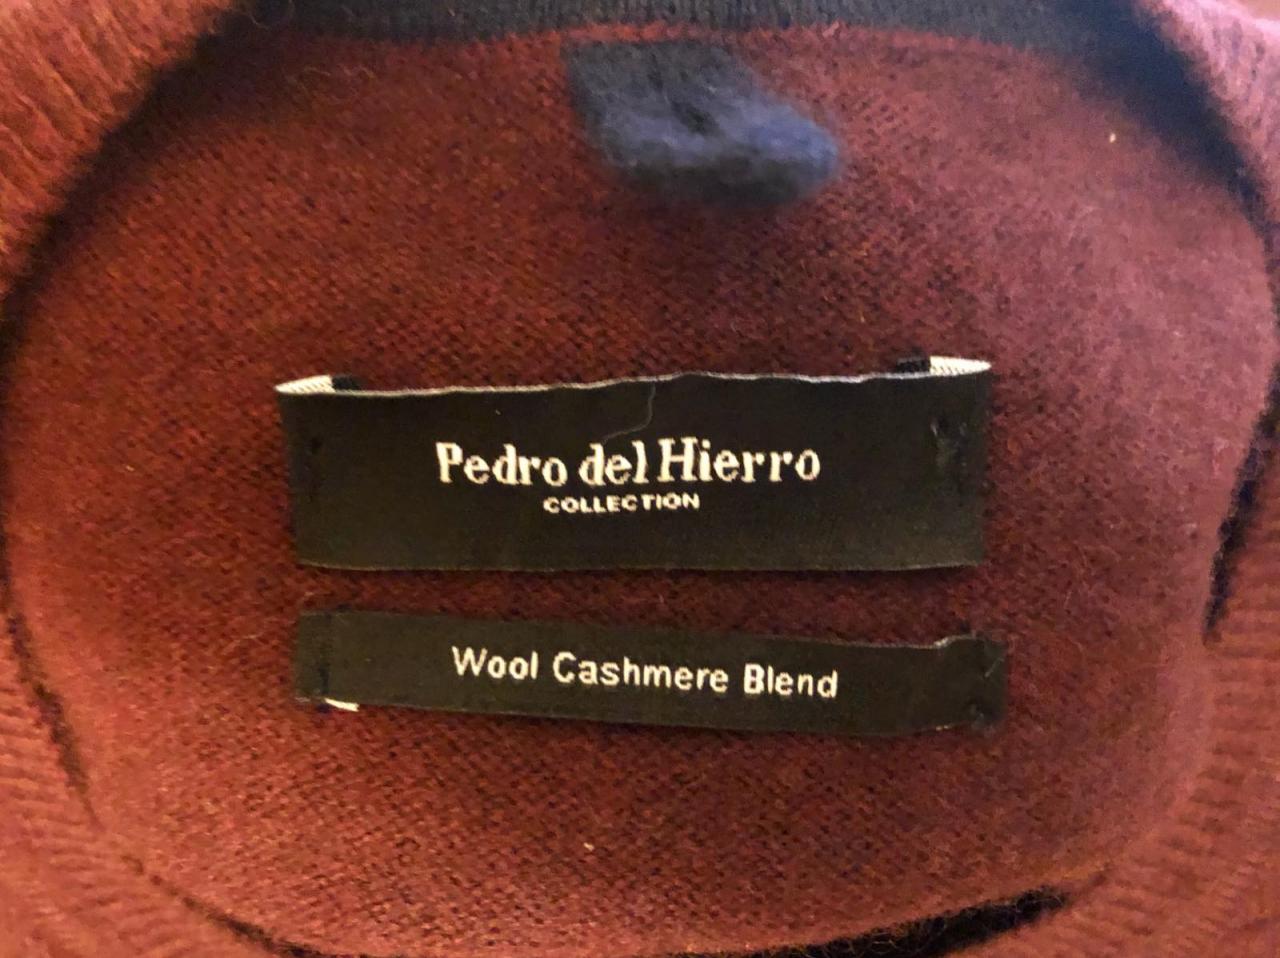 Pedro del Hierro
COLLECTION
Wool Cashmere Blend